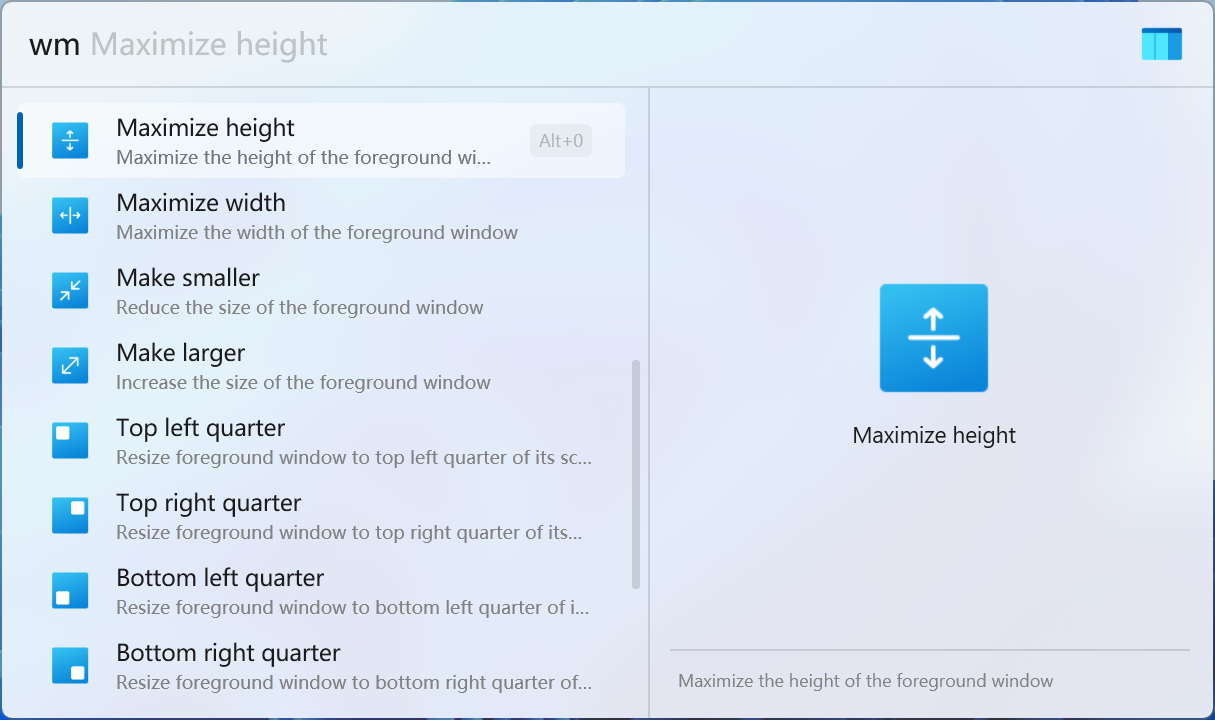 wm Maximize height
Maximize height
Maximize the height of the foreground wi...
Alt+0
Maximize width
Maximize the width of the foreground window
Make smaller
Reduce the size of the foreground window
Make larger
Increase the size of the foreground window
Top left quarter
Resize foreground window to top left quarter of its sc...
Top right quarter
Resize foreground window to top right quarter of its...
Bottom left quarter
Resize foreground window to bottom left quarter of i...
Bottom right quarter
Resize foreground window to bottom right quarter of...
Maximize height
Maximize the height of the foreground window